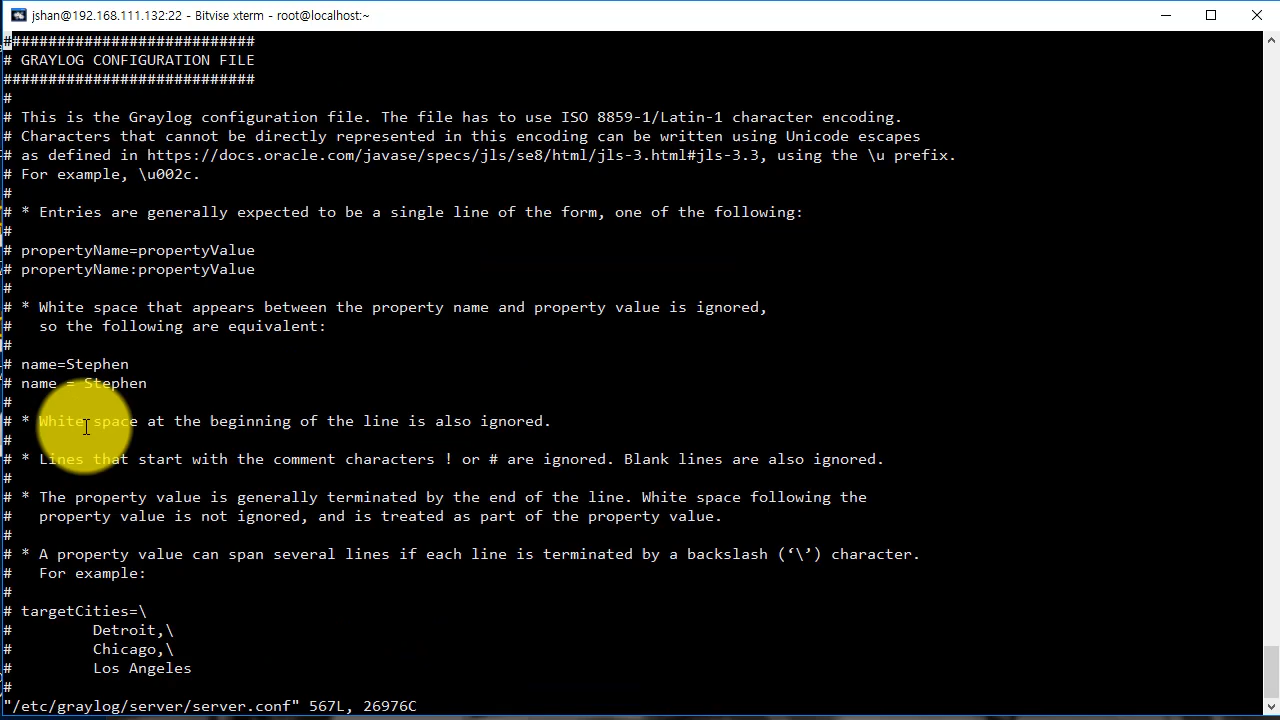 jshan@192.168.111.132:22 - Bitvise xterm - root@localhost:~
############################
# GRAYLOG CONFIGURATION FILE
############################
#
# This is the Graylog configuration file. The file has to use ISO 8859-1/Latin-1 character encoding.
# Characters that cannot be directly represented in this encoding can be written using Unicode escapes
# as defined in https://docs.oracle.com/javase/specs/jls/se8/html/jls-3.html#jls-3.3, using the \u prefix.
# For example, \u002c.
#
# * Entries are generally expected to be a single line of the form, one of the following:
#
# propertyName=propertyValue
# propertyName:propertyValue
#
# * White space that appears between the property name and property value is ignored,
#   so the following are equivalent:
#
# name=Stephen
# name = Stephen
#
# * White space at the beginning of the line is also ignored.
#
# * Lines that start with the comment characters ! or # are ignored. Blank lines are also ignored.
#
# * The property value is generally terminated by the end of the line. White space following the
#   property value is not ignored, and is treated as part of the property value.
#
# * A property value can span several lines if each line is terminated by a backslash (‘\’) character.
#   For example:
#
# targetCities=\
#         Detroit,\
#         Chicago,\
#         Los Angeles
#
"/etc/graylog/server/server.conf" 567L, 26976C